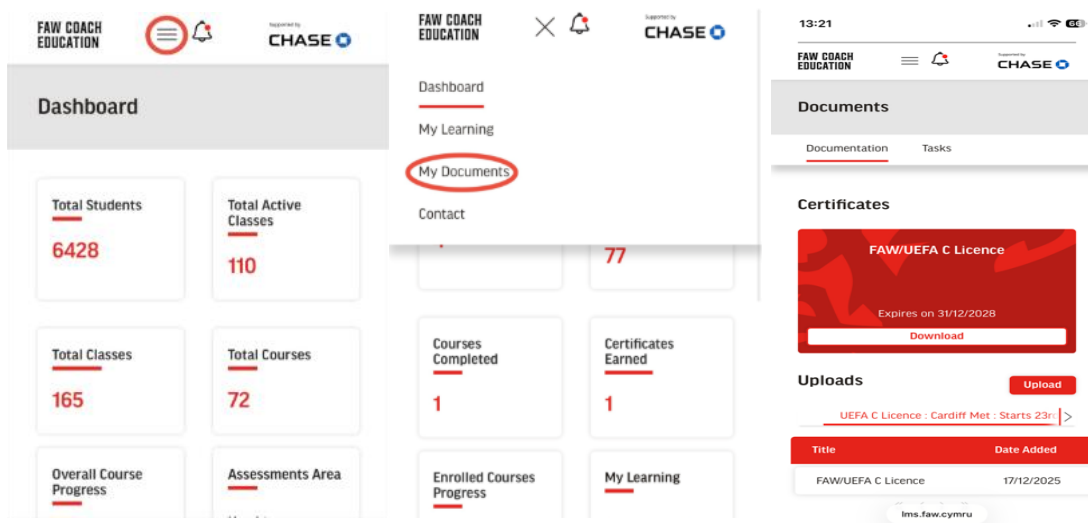 FAW COACH
EDUCATION
Supported by
CHASE
Dashboard
Total Students
6428
Total Active
Classes
110
Total Classes
165
Total Courses
72
Overall Course
Progress
Assessments Area
FAW COACH
EDUCATION
Supported by
CHASE
Dashboard
My Learning
My Documents
Contact
77
Courses
Completed
1
Certificates
Earned
1
Enrolled Courses
Progress
My Learning
13:21
FAW COACH
EDUCATION
Supported by
CHASE
Documents
Documentation Tasks
Certificates
FAW/UEFA C Licence
Expires on 31/12/2028
Download
Uploads
Upload
UEFA C Licence : Cardiff Met : Starts 23r
Title Date Added
FAW/UEFA C Licence 17/12/2025
lms.faw.cymru